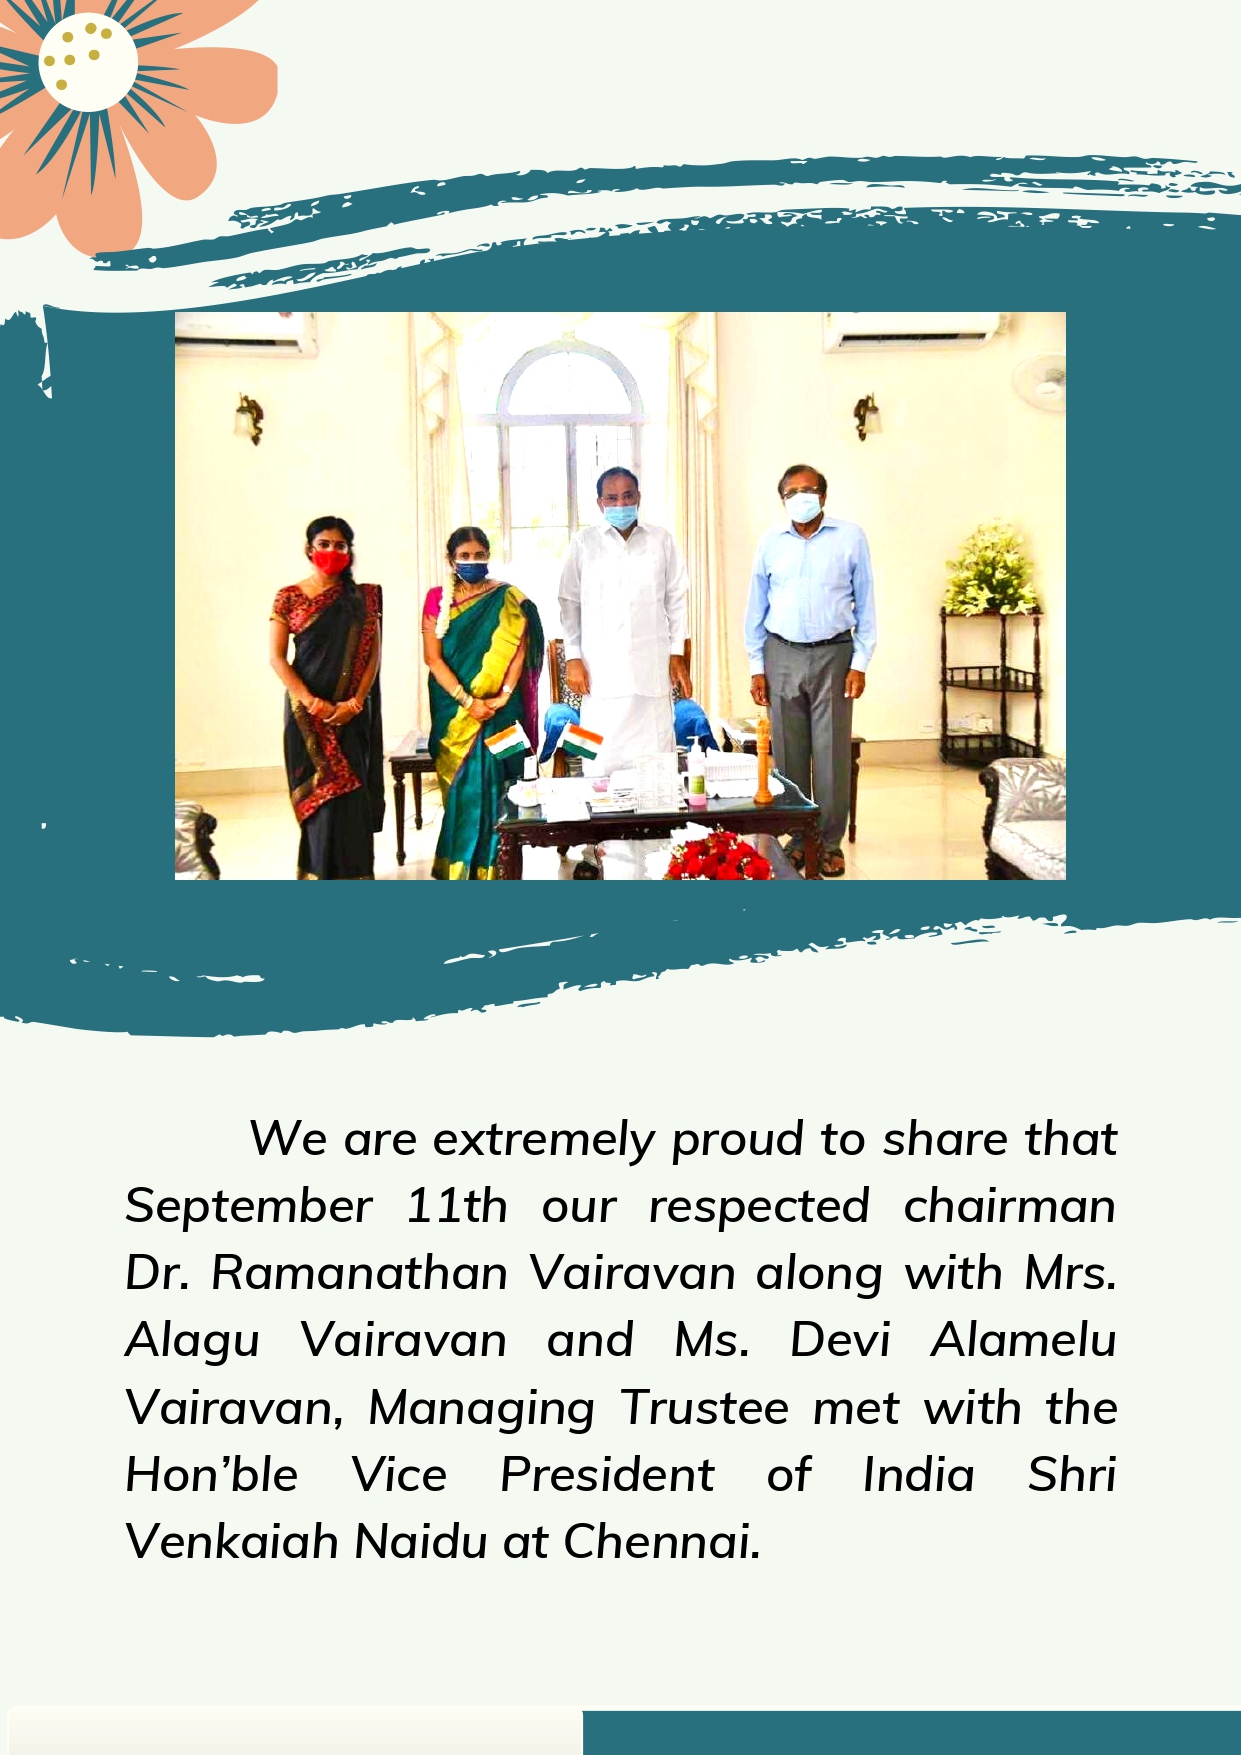 We are extremely proud to share that
September 11th our respected chairman
Dr. Ramanathan Vairavan along with Mrs.
Alagu Vairavan and Ms. Devi Alamelu
Vairavan, Managing Trustee met with the
Hon’ble Vice President of India Shri
Venkaiah Naidu at Chennai.